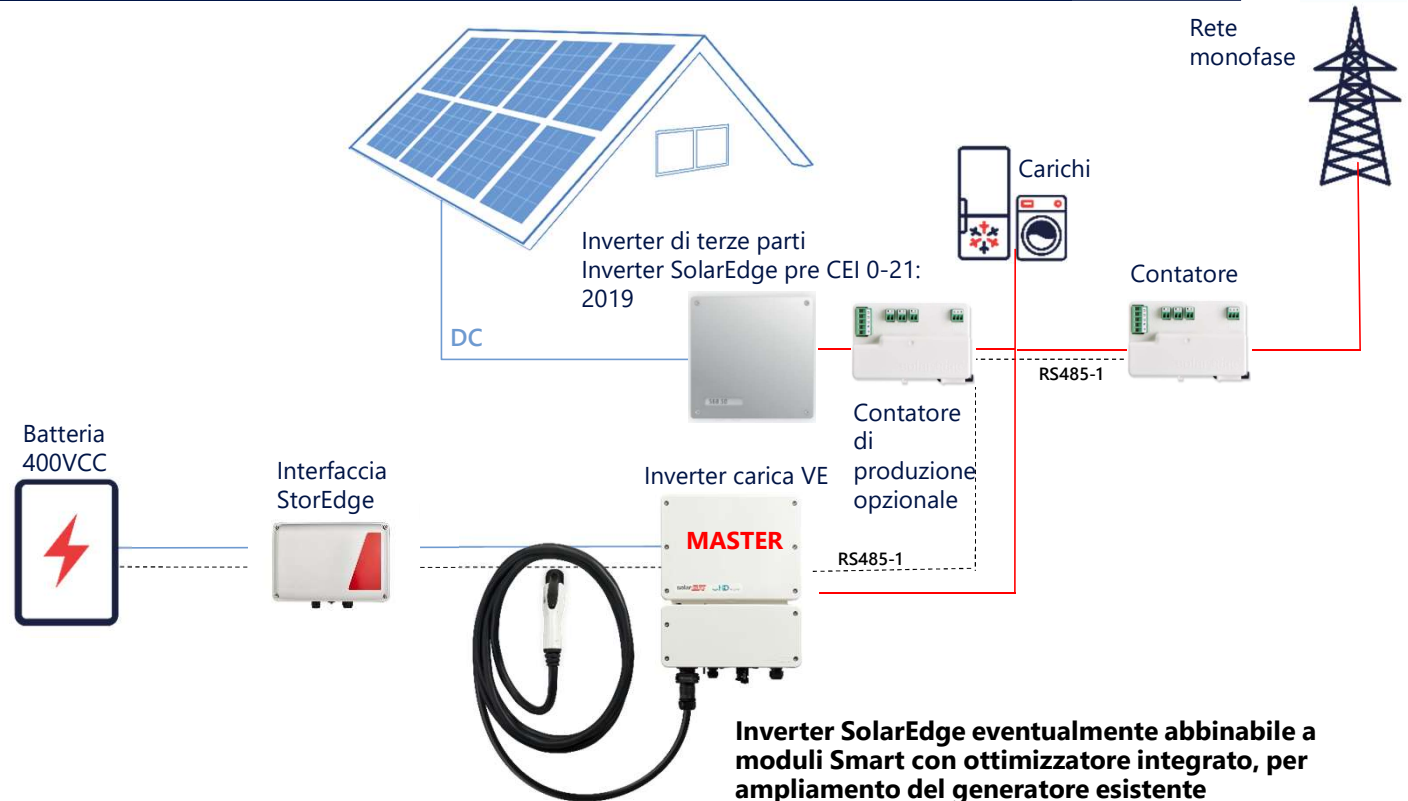 Rete
monofase
Carichi
Inverter di terze parti
Inverter SolarEdge pre CEI 0-21:
2019
Contatore
DC
RS485-1
Contatore
di
produzione
opzionale
Batteria
400VCC
Interfaccia
StorEdge
Inverter carica VE
MASTER
RS485-1
solar
HD
Inverter SolarEdge eventualmente abbinabile a
moduli Smart con ottimizzatore integrato, per
ampliamento del generatore esistente